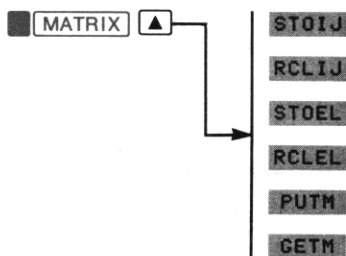 MATRIX ▲
STOIJ
RCLIJ
STOEL
RCLEL
PUTM
GETM